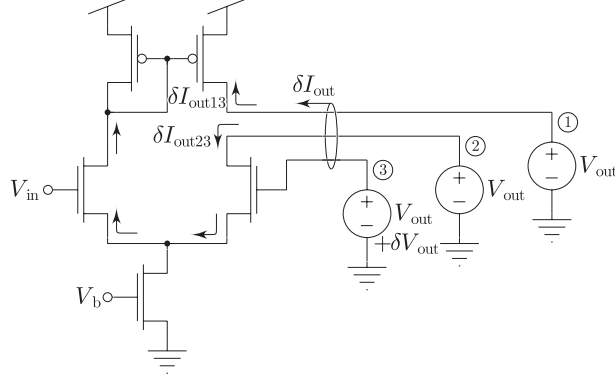 δI_out
①
δI_out13
δI_out23
②
+
−
V_out
③
V_in
+
−
V_out
+
−
V_out
+δV_out
V_b